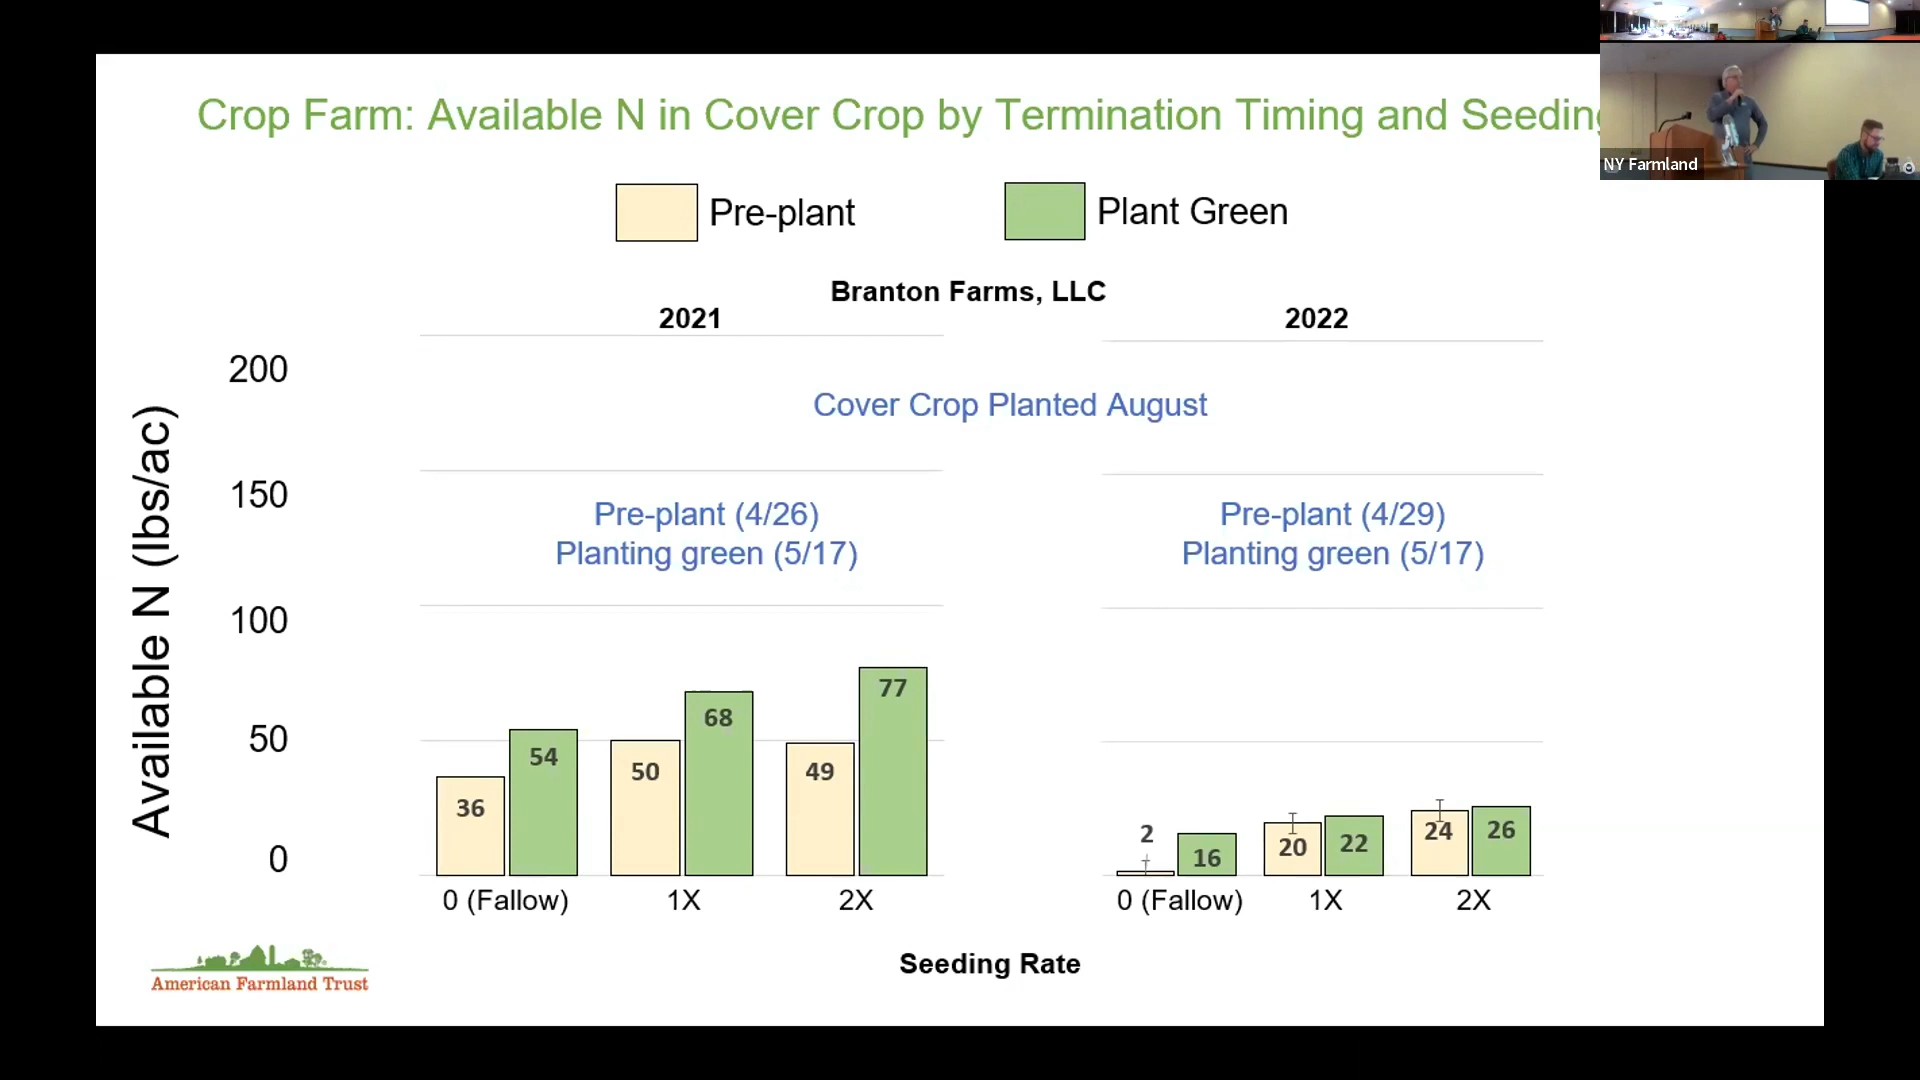 Crop Farm: Available N in Cover Crop by Termination Timing and Seeding
NY Farmland
Pre-plant
Plant Green
Branton Farms, LLC
2021
2022
200
150
100
50
0
Available N (lbs/ac)
Cover Crop Planted August
Pre-plant (4/26)
Planting green (5/17)
Pre-plant (4/29)
Planting green (5/17)
36
54
50
68
49
77
2
16
20
22
24
26
0 (Fallow)
1X
2X
0 (Fallow)
1X
2X
Seeding Rate
American Farmland Trust